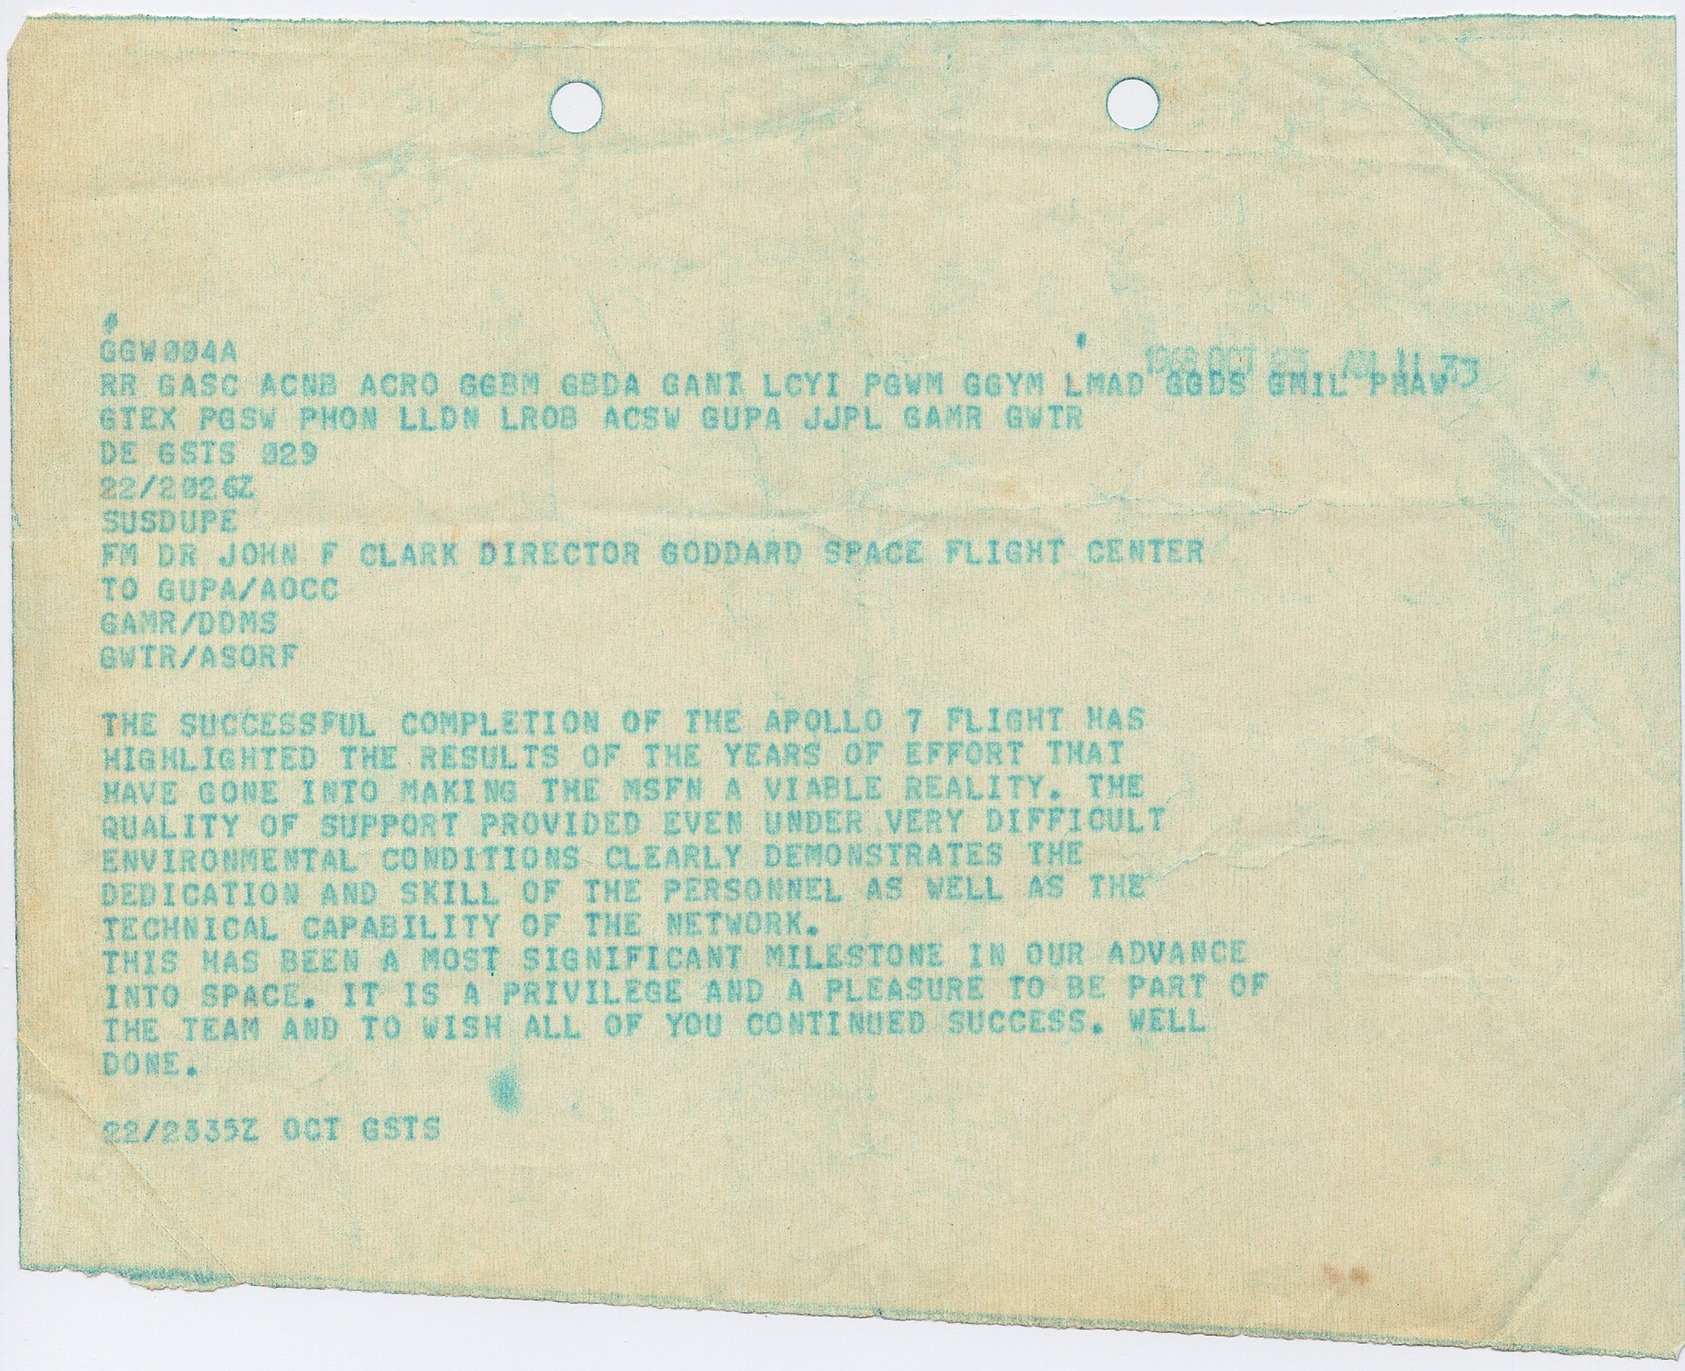 GGW004A
RR GASC ACNB ACRO GGBM GBDA GANT LCYI PGWM GGYM LMAD GGDS GMIL PHAW
GTEX PGSW PHON LLDN LROB ACSW GUPA JJPL GAMR GWTR
DE GSTS 029
22/2026Z
SUSDUPE
FM DR JOHN F CLARK DIRECTOR GODDARD SPACE FLIGHT CENTER
TO GUPA/AOCC
GAMR/DDMS
GWTR/ASORF
THE SUCCESSFUL COMPLETION OF THE APOLLO 7 FLIGHT HAS
HIGHLIGHTED THE RESULTS OF THE YEARS OF EFFORT THAT
HAVE GONE INTO MAKING THE MSFN A VIABLE REALITY. THE
QUALITY OF SUPPORT PROVIDED EVEN UNDER VERY DIFFICULT
ENVIRONMENTAL CONDITIONS CLEARLY DEMONSTRATES THE
DEDICATION AND SKILL OF THE PERSONNEL AS WELL AS THE
TECHNICAL CAPABILITY OF THE NETWORK.
THIS HAS BEEN A MOST SIGNIFICANT MILESTONE IN OUR ADVANCE
INTO SPACE. IT IS A PRIVILEGE AND A PLEASURE TO BE PART OF
THE TEAM AND TO WISH ALL OF YOU CONTINUED SUCCESS. WELL
DONE.
22/2335Z OCT GSTS